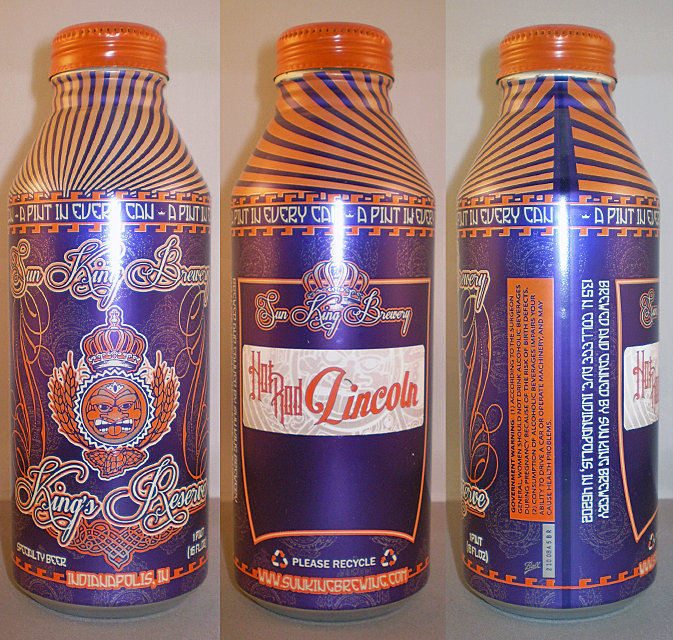 A PINT IN EVERY CAN - A PINT IN
Sun King Brewery
King's Reserve
1 PINT
(16 FL.OZ)
SPECIALTY BEER
INDIANAPOLIS, IN
A PINT IN EVERY CAN - A PINT IN EVERY
Sun King Brewery
Hot Rod Lincoln
PLEASE RECYCLE
WWW.SUNKINGBREWING.COM
A PINT IN EVERY CAN - A PINT IN EVERY
Brewery
GOVERNMENT WARNING: (1) ACCORDING TO THE SURGEON
GENERAL, WOMEN SHOULD NOT DRINK ALCOHOLIC BEVERAGES
DURING PREGNANCY BECAUSE OF THE RISK OF BIRTH DEFECTS.
(2) CONSUMPTION OF ALCOHOLIC BEVERAGES IMPAIRS YOUR
ABILITY TO DRIVE A CAR OR OPERATE MACHINERY, AND MAY
CAUSE HEALTH PROBLEMS.
BREWED AND CANNED BY SUN KING BREWERY
135 N. COLLEGE AVE. INDIANAPOLIS, IN 46202
Hot
Rod
1 PINT
(16 FL.OZ)
Ball